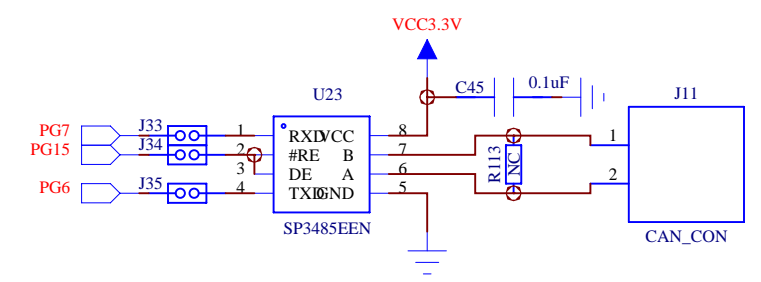 VCC3.3V
C45
0.1uF
U23
J11
PG7
J33
1
RXD
VCC
8
1
PG15
J34
2
#RE
B
7
3
DE
A
6
R113
NC
2
PG6
J35
4
TXD
GND
5
SP3485EEN
CAN_CON